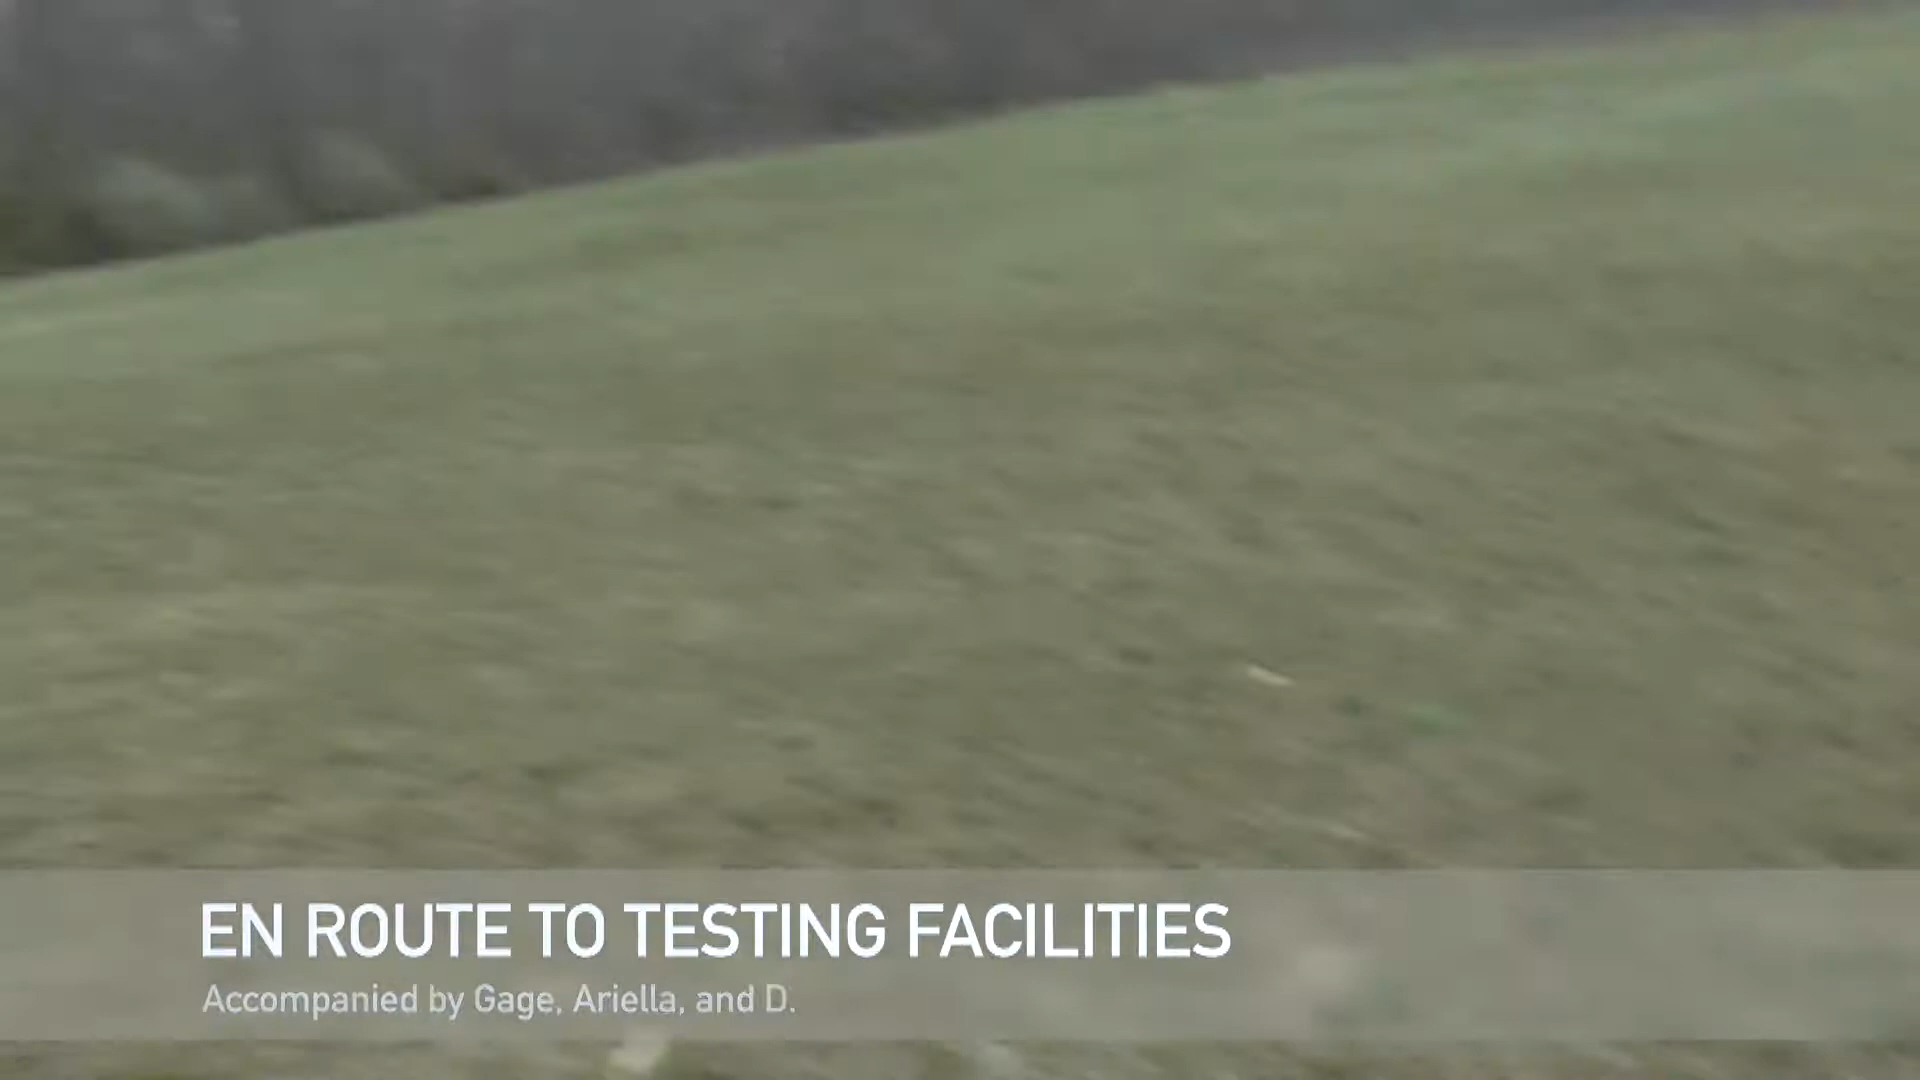 EN ROUTE TO TESTING FACILITIES
Accompanied by Gage, Ariella, and D.